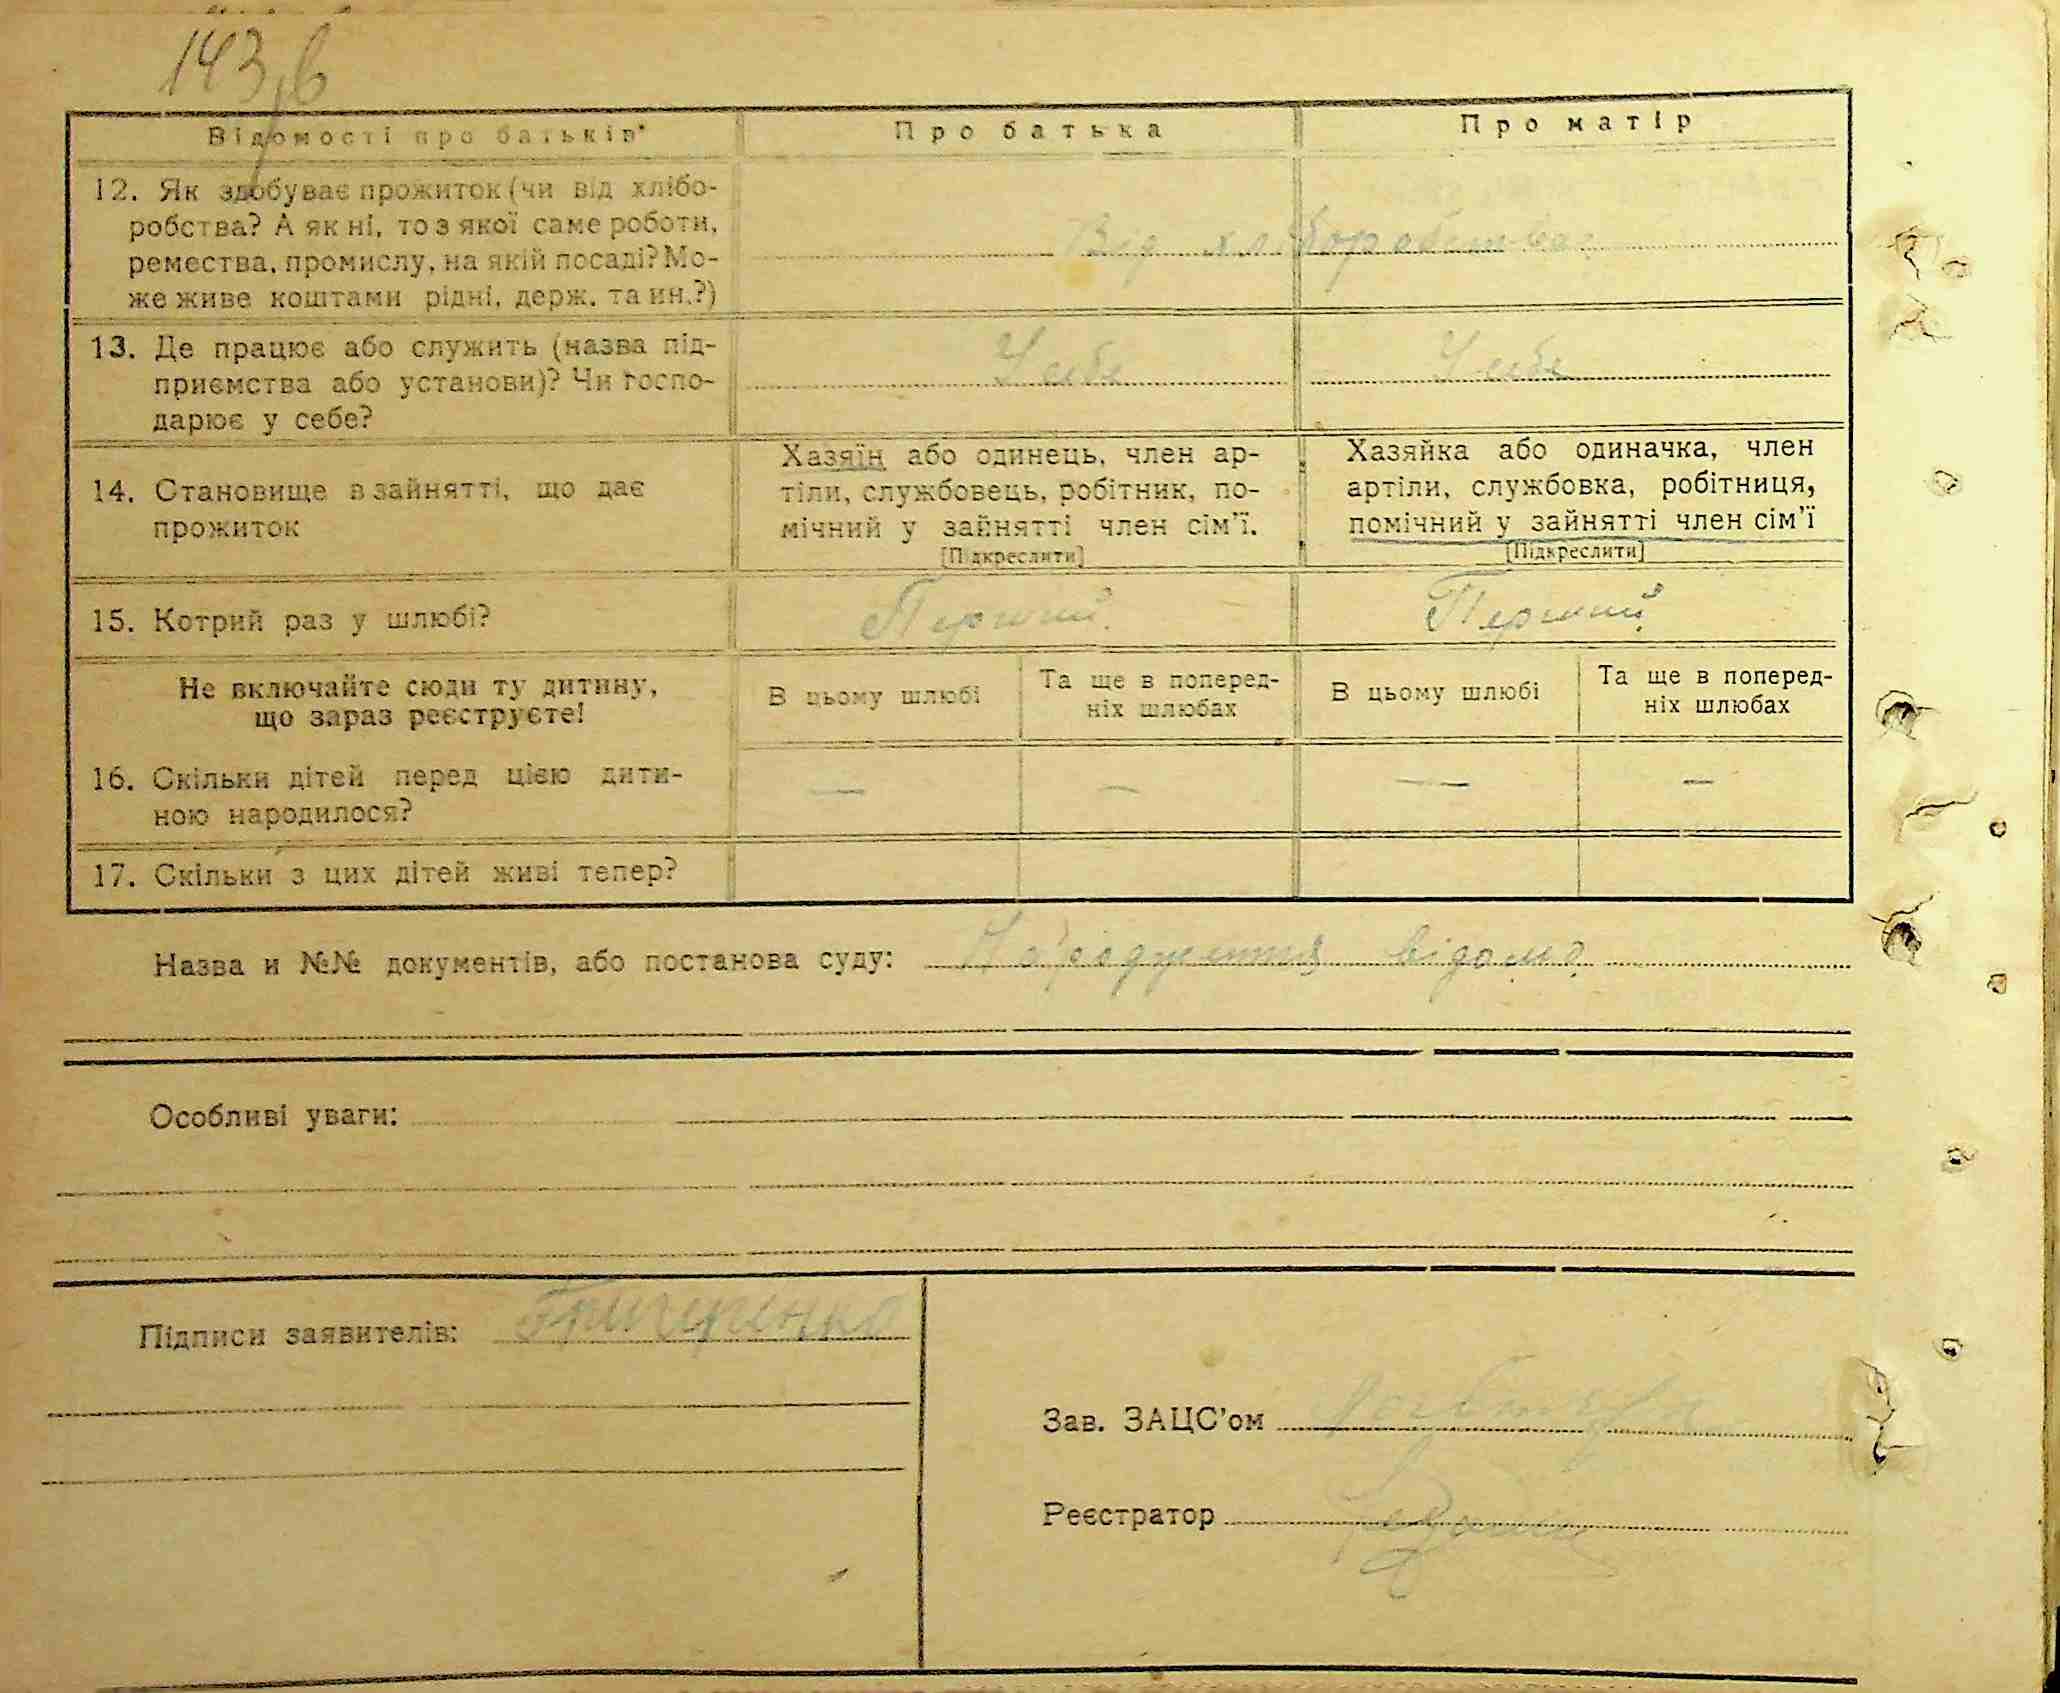 143
Відомості про батьків*
Про батька
Про матір
12. Як здобуває прожиток (чи від хлібо-
робства? А як ні, то з якої саме роботи,
ремества, промислу, на якій посаді? Мо-
же живе коштами рідні, держ. та ин.?)
Від хліборобства
13. Де працює або служить (назва під-
приємства або установи)? Чи госпо-
дарює у себе?
У себе
У себе
14. Становище в зайнятті, що дає
прожиток
Хазяїн або одинець, член ар-
тіли, службовець, робітник, по-
мічний у зайнятті член сім'ї.
[Підкреслити]
Хазяйка або одиначка, член
артіли, службовка, робітниця,
помічний у зайнятті член сім'ї
[Підкреслити]
15. Котрий раз у шлюбі?
Перший
Перший
Не включайте сюди ту дитину,
що зараз реєструєте!
В цьому шлюбі
Та ще в поперед-
ніх шлюбах
В цьому шлюбі
Та ще в поперед-
ніх шлюбах
16. Скільки дітей перед цією дити-
ною народилося?
— — — —
17. Скільки з цих дітей живі тепер?
Назва и №№ документів, або постанова суду: Народження відомо
Особливі уваги:
Підписи заявителів:
Зав. ЗАЦС'ом
Реєстратор